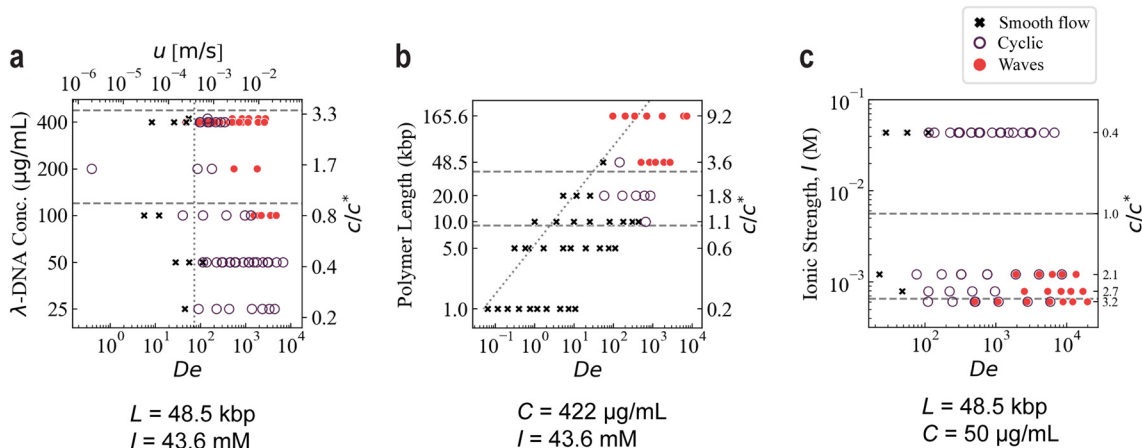 Smooth flow
Cyclic
Waves
a
u [m/s]
10⁻⁶ 10⁻⁵ 10⁻⁴ 10⁻³ 10⁻²
λ-DNA Conc. (µg/mL)
400
200
100
50
25
3.3
1.7
0.8
0.4
0.2
c/c*
10⁰ 10¹ 10² 10³ 10⁴
De
L = 48.5 kbp
I = 43.6 mM
b
Polymer Length (kbp)
165.6
48.5
20.0
10.0
5.0
1.0
9.2
3.6
1.8
1.1
0.6
0.2
c/c*
10⁻¹ 10⁰ 10¹ 10² 10³ 10⁴
De
C = 422 µg/mL
I = 43.6 mM
c
Ionic Strength, I (M)
10⁻¹
10⁻²
10⁻³
0.4
1.0
2.1
2.7
3.2
c/c*
10² 10³ 10⁴
De
L = 48.5 kbp
C = 50 µg/mL